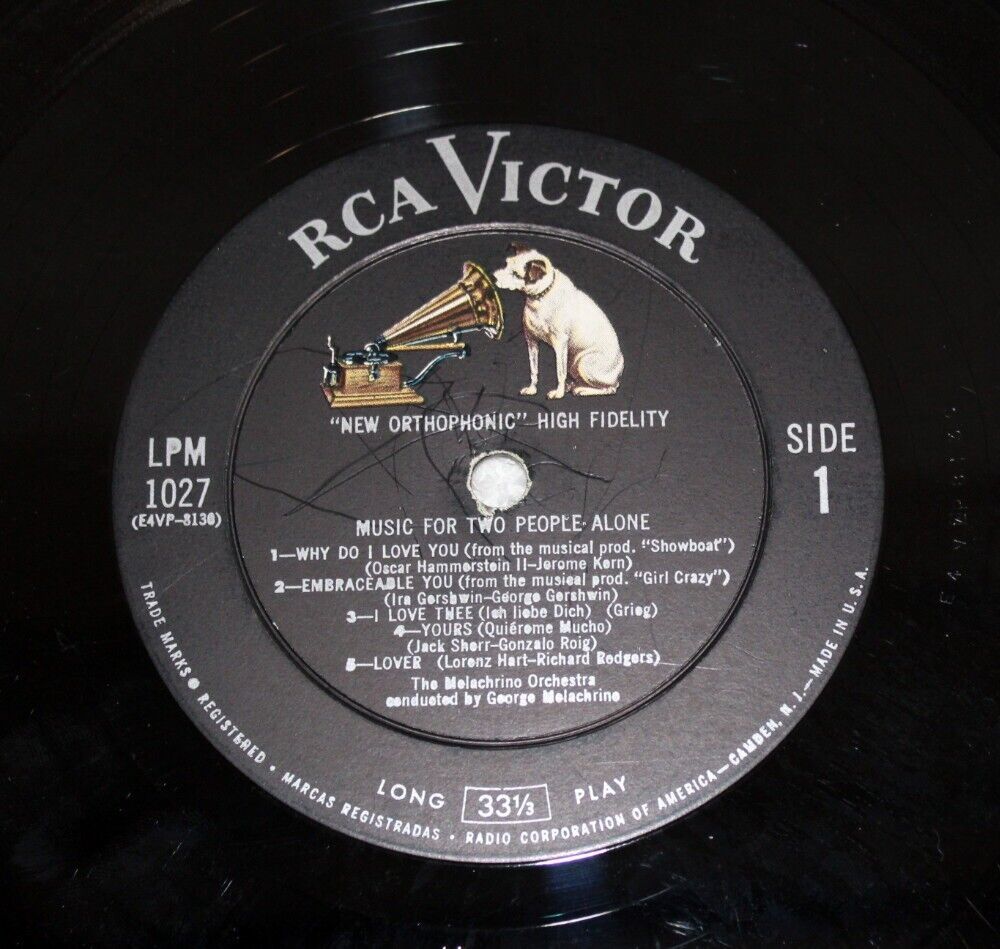 RCA VICTOR
"NEW ORTHOPHONIC" HIGH FIDELITY
LPM
1027
(E4VP-8130)
SIDE
1
MUSIC FOR TWO PEOPLE ALONE
1—WHY DO I LOVE YOU (from the musical prod. "Showboat")
(Oscar Hammerstein II-Jerome Kern)
2—EMBRACEABLE YOU (from the musical prod. "Girl Crazy")
(Ira Gershwin-George Gershwin)
3—I LOVE THEE (Ich liebe Dich) (Grieg)
4—YOURS (Quiéreme Mucho)
(Jack Sherr-Gonzalo Roig)
5—LOVER (Lorenz Hart-Richard Rodgers)
The Melachrino Orchestra
conducted by George Melachrino
LONG 33⅓ PLAY
TRADE MARKS ® REGISTERED • MARCAS REGISTRADAS • RADIO CORPORATION OF AMERICA—CAMDEN, N. J.—MADE IN U.S.A.